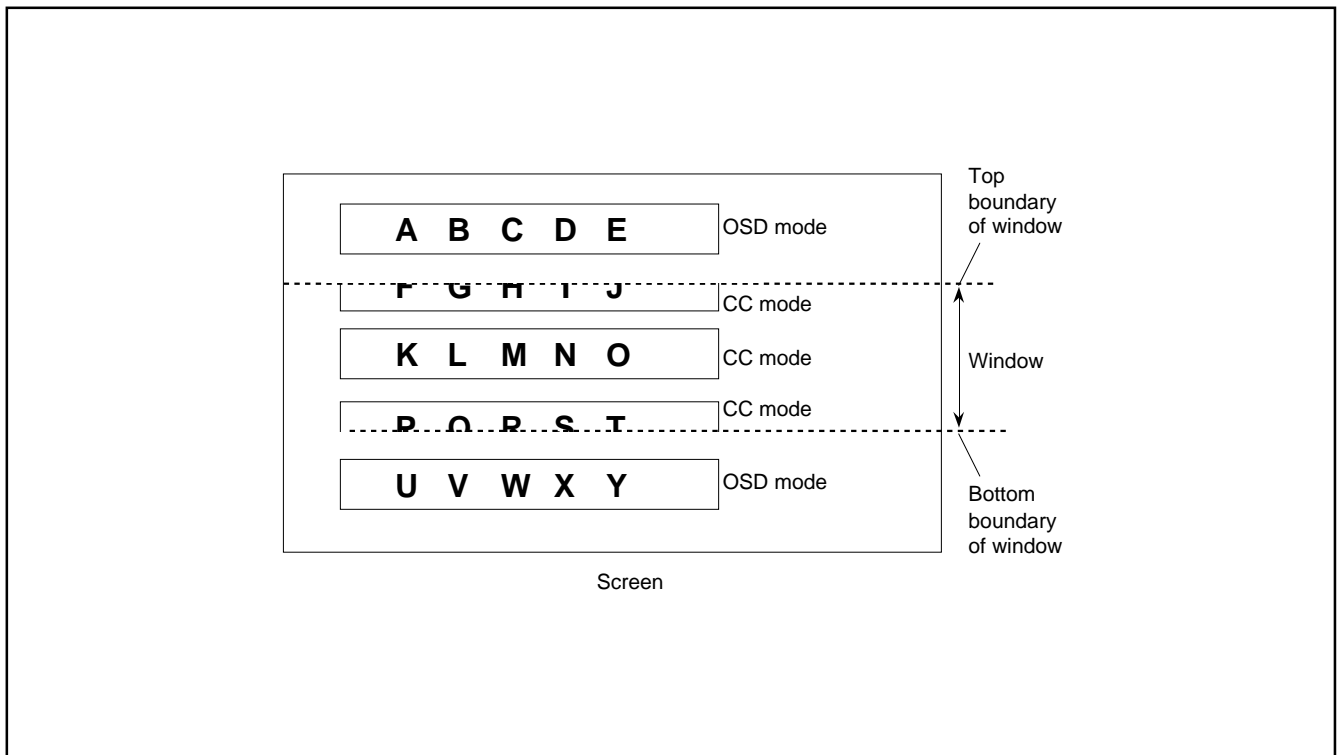 Top
boundary
of window
A B C D E OSD mode
F G H I J
CC mode
K L M N O CC mode
Window
CC mode
P Q R S T
U V W X Y OSD mode
Bottom
boundary
of window
Screen